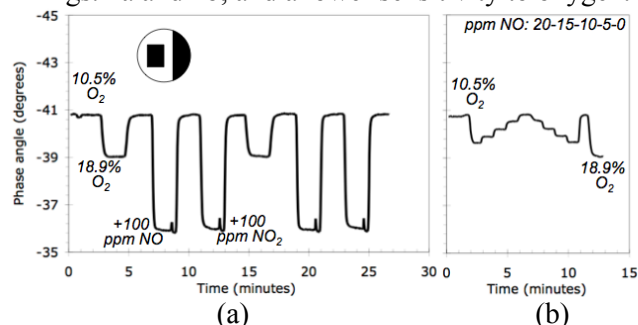 -45
-43
-41
-39
-37
-35
Phase angle (degrees)
10.5%
O2
18.9%
O2
+100
ppm NO
+100
ppm NO2
0 5 10 15 20 25 30
Time (minutes)
(a)
ppm NO: 20-15-10-5-0
10.5%
O2
18.9%
O2
0 5 10 15
Time (minutes)
(b)